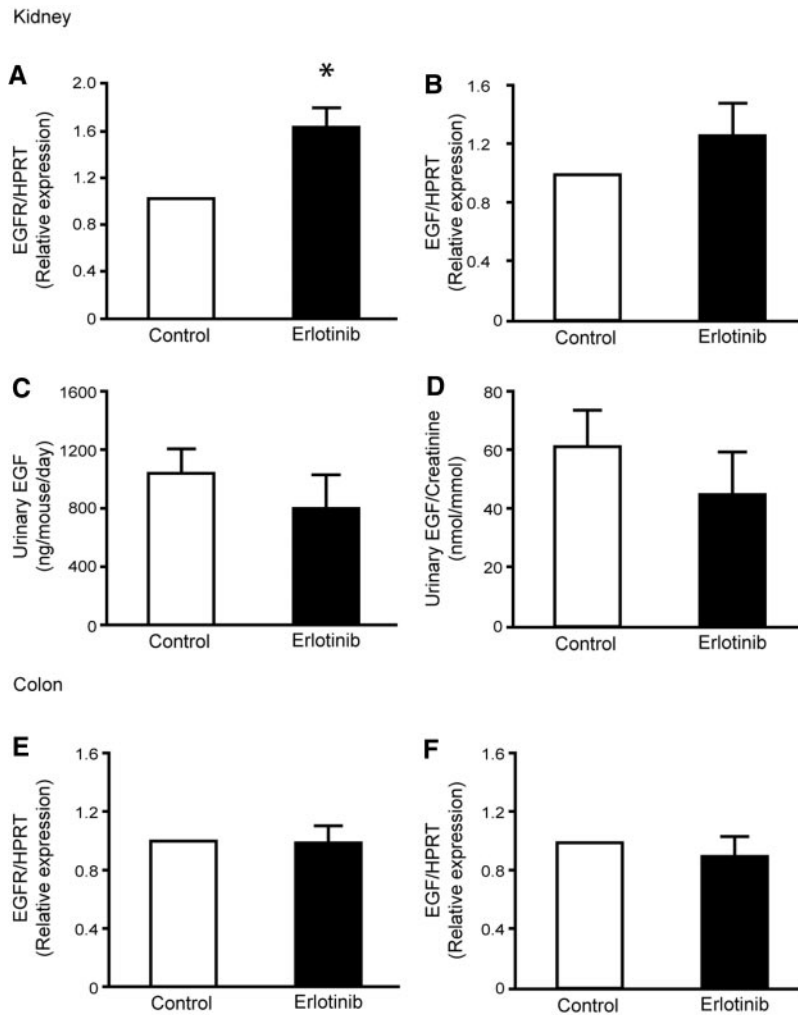 Kidney
A
EGFR/HPRT
(Relative expression)
2.0
1.6
1.2
0.8
0.4
0
*
Control
Erlotinib
B
EGF/HPRT
(Relative expression)
1.6
1.2
0.8
0.4
0
Control
Erlotinib
C
Urinary EGF
(ng/mouse/day)
1600
1200
800
400
0
Control
Erlotinib
D
Urinary EGF/Creatinine
(nmol/mmol)
80
60
40
20
0
Control
Erlotinib
Colon
E
EGFR/HPRT
(Relative expression)
1.6
1.2
0.8
0.4
0
Control
Erlotinib
F
EGF/HPRT
(Relative expression)
1.6
1.2
0.8
0.4
0
Control
Erlotinib